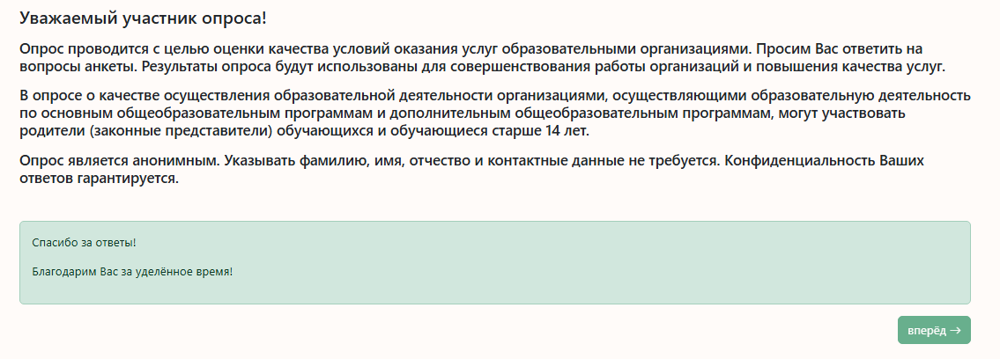 Уважаемый участник опроса!
Опрос проводится с целью оценки качества условий оказания услуг образовательными организациями. Просим Вас ответить на
вопросы анкеты. Результаты опроса будут использованы для совершенствования работы организаций и повышения качества услуг.
В опросе о качестве осуществления образовательной деятельности организациями, осуществляющими образовательную деятельность
по основным общеобразовательным программам и дополнительным общеобразовательным программам, могут участвовать
родители (законные представители) обучающихся и обучающиеся старше 14 лет.
Опрос является анонимным. Указывать фамилию, имя, отчество и контактные данные не требуется. Конфиденциальность Ваших
ответов гарантируется.
Спасибо за ответы!
Благодарим Вас за уделённое время!
вперёд →